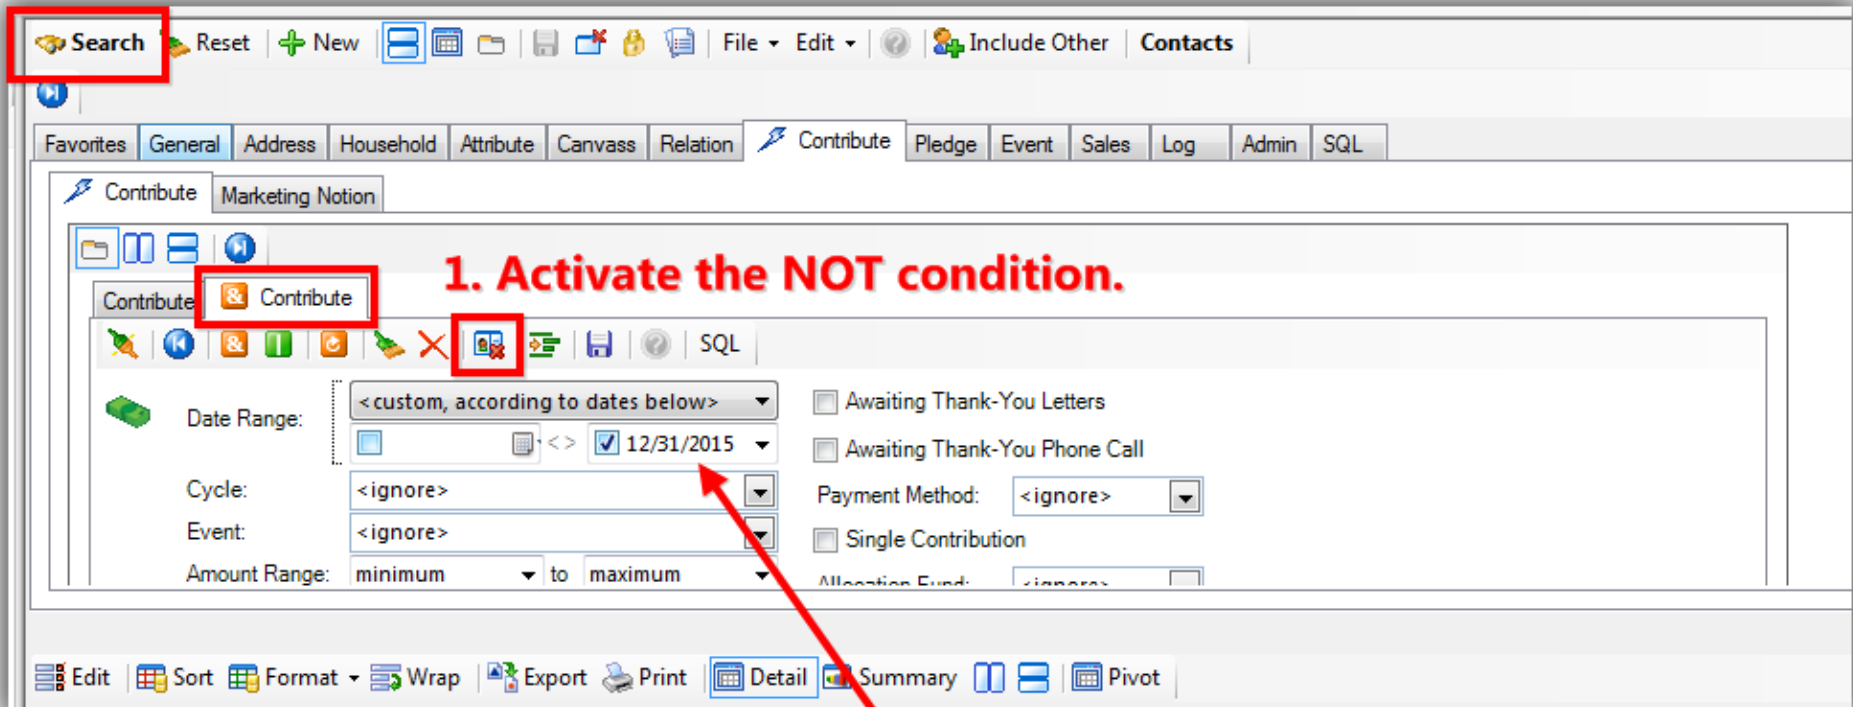 Search Reset New File Edit Include Other Contacts
Favorites General Address Household Attribute Canvass Relation Contribute Pledge Event Sales Log Admin SQL
Contribute Marketing Notion
1. Activate the NOT condition.
Contribute & Contribute
& SQL
Date Range: <custom, according to dates below> Awaiting Thank-You Letters
<> 12/31/2015 Awaiting Thank-You Phone Call
Cycle: <ignore> Payment Method: <ignore>
Event: <ignore> Single Contribution
Amount Range: minimum to maximum Allocation Fund: <ignore>
Edit Sort Format Wrap Export Print Detail Summary Pivot